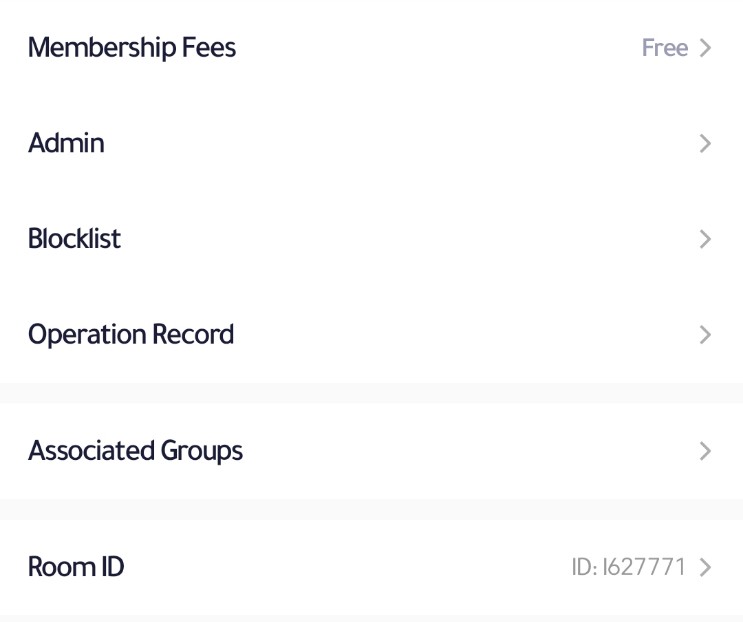 Membership Fees
Free
Admin
Blocklist
Operation Record
Associated Groups
Room ID
ID: 1627771